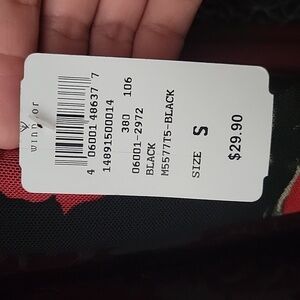 windsor
4 06001 48637 7
14891500014
380 106
06001-2972
BLACK
M5577T5-BLACK
SIZE S
$29.90